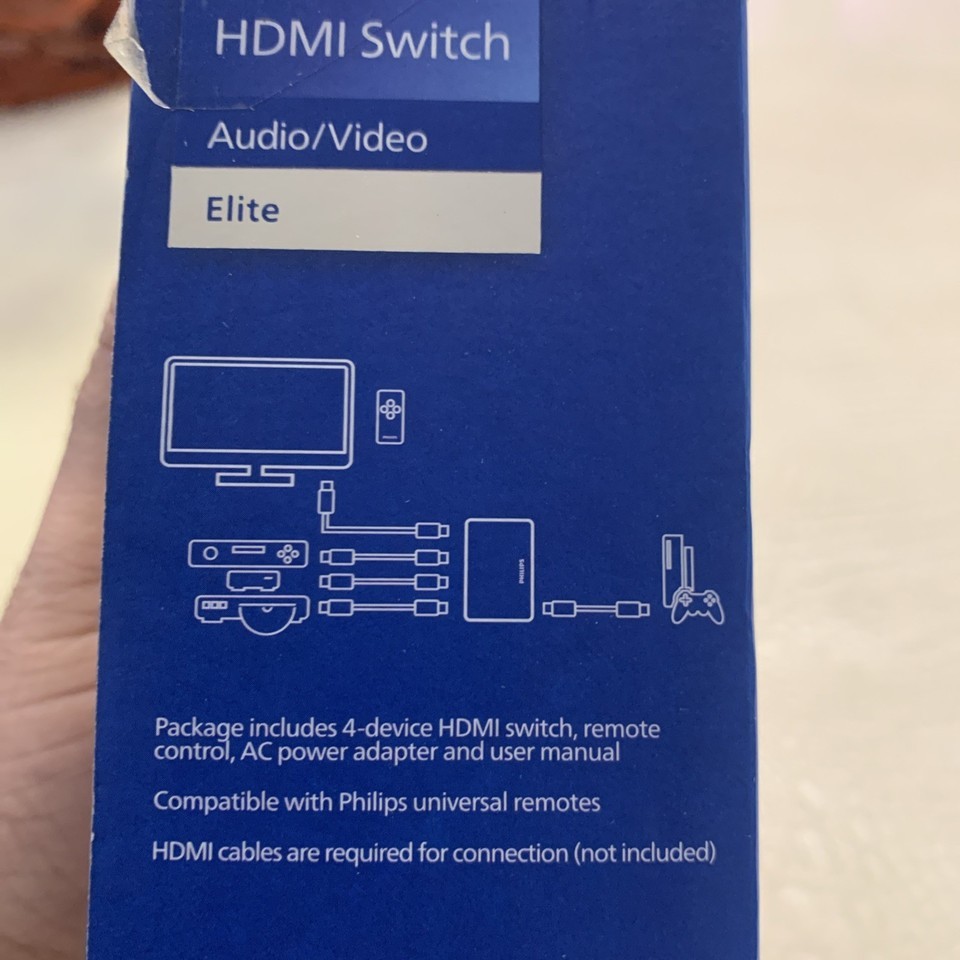 HDMI Switch
Audio/Video
Elite
PHILIPS
Package includes 4-device HDMI switch, remote
control, AC power adapter and user manual
Compatible with Philips universal remotes
HDMI cables are required for connection (not included)